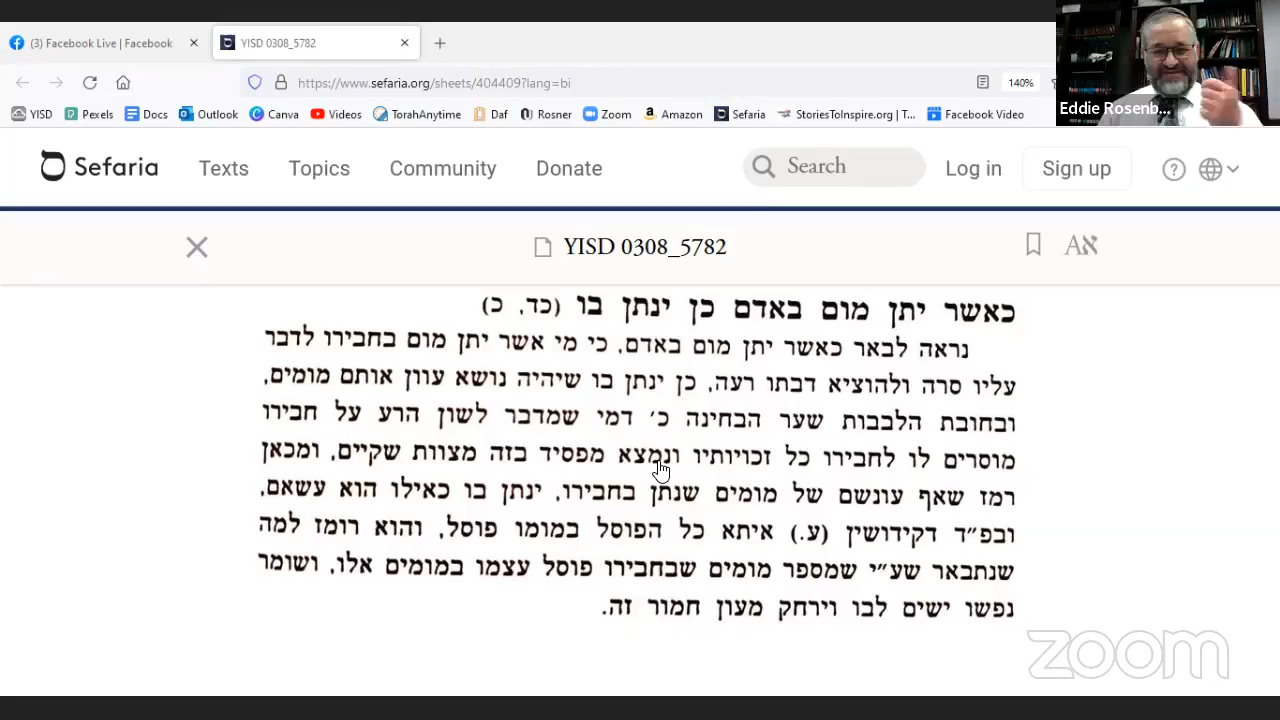 (3) Facebook Live | Facebook
YISD 0308_5782
https://www.sefaria.org/sheets/404409?lang=bi
140%
YISD Pexels Docs Outlook Canva Videos TorahAnytime Daf Rosner Zoom Amazon Sefaria StoriesToInspire.org | T... Facebook Video
Eddie Rosenb...
Sefaria Texts Topics Community Donate Search Log in Sign up
YISD 0308_5782
Aא
כאשר יתן מום באדם כן ינתן בו (כד, כ)
נראה לבאר כאשר יתן מום באדם, כי מי אשר יתן מום בחבירו לדבר
עליו סרה ולהוציא דבתו רעה, כן ינתן בו שיהיה נושא עוון אותם מומים,
ובחובת הלבבות שער הבחינה כ׳ דמי שמדבר לשון הרע על חבירו
מוסרים לו לחבירו כל זכויותיו ונמצא מפסיד בזה מצוות שקיים, ומכאן
רמז שאף עונשם של מומים שנתן בחבירו, ינתן בו כאילו הוא עשאם,
ובפ״ד דקידושין (ע.) איתא כל הפוסל במומו פוסל, והוא רומז למה
שנתבאר שע״י שמספר מומים שבחבירו פוסל עצמו במומים אלו, ושומר
נפשו ישים לבו וירחק מעון חמור זה.
zoom